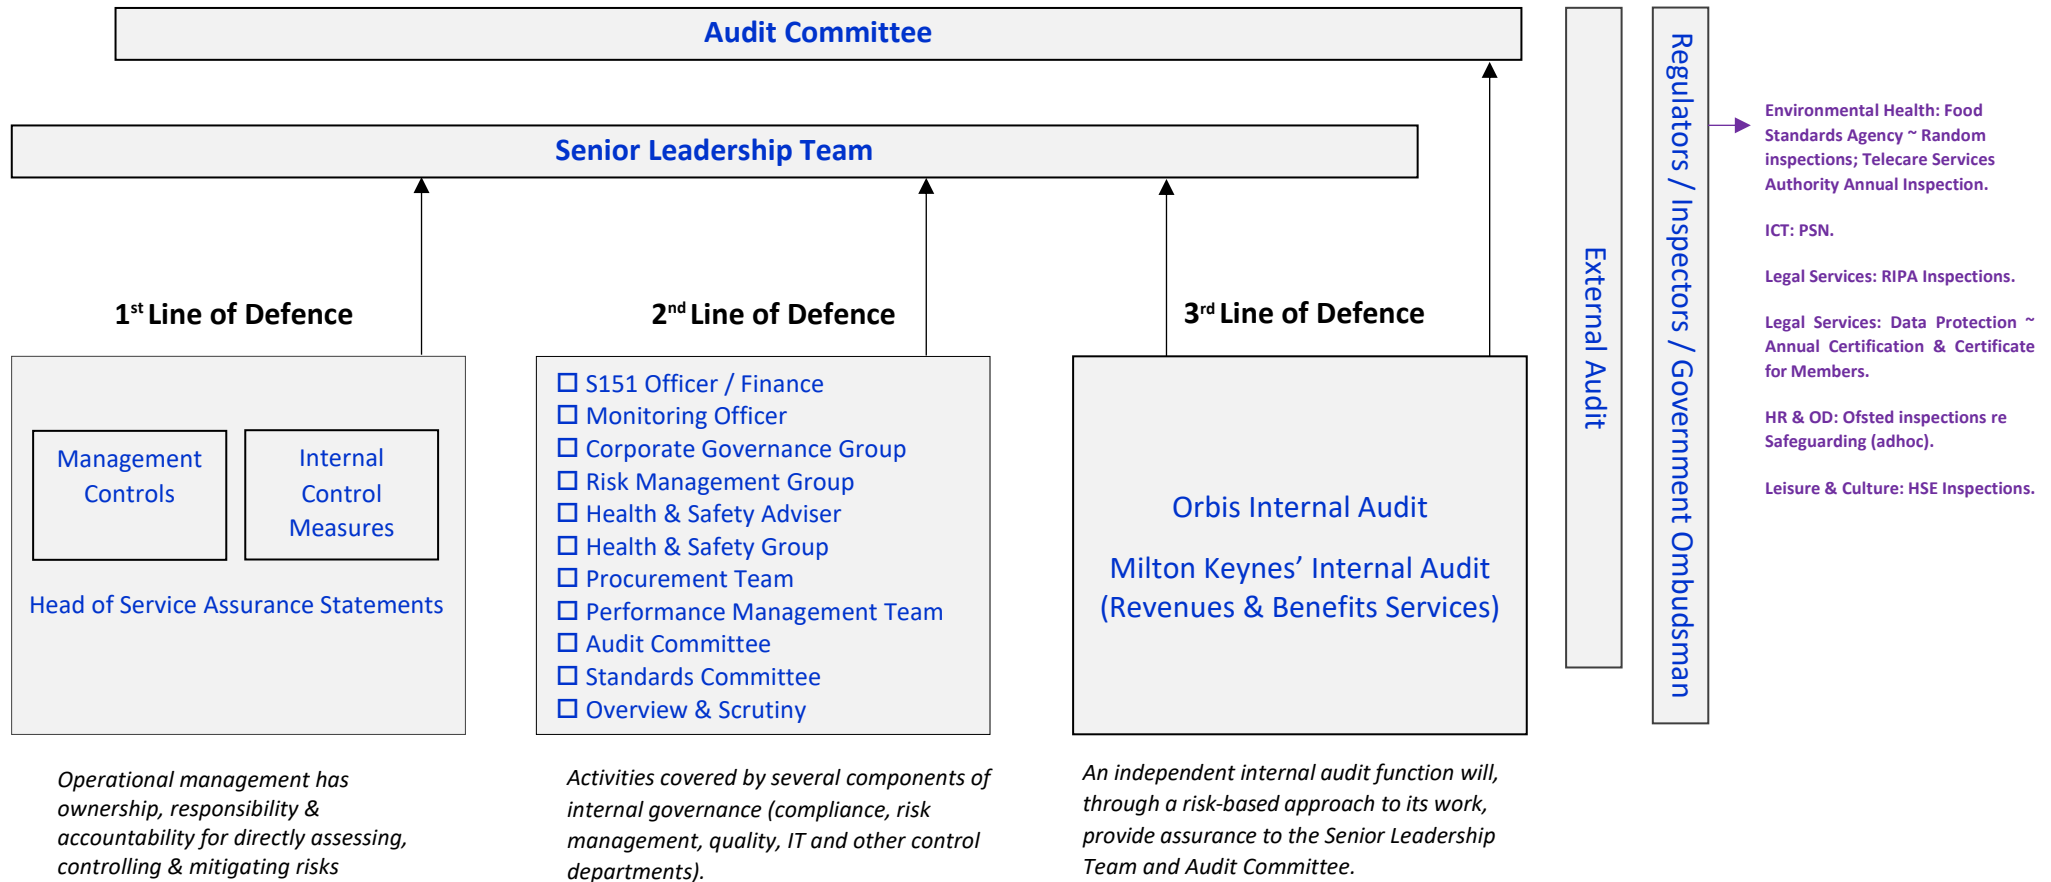 Audit Committee
Senior Leadership Team
1st Line of Defence
Management
Controls
Internal
Control
Measures
Head of Service Assurance Statements
Operational management has
ownership, responsibility &
accountability for directly assessing,
controlling & mitigating risks
2nd Line of Defence
☐ S151 Officer / Finance
☐ Monitoring Officer
☐ Corporate Governance Group
☐ Risk Management Group
☐ Health & Safety Adviser
☐ Health & Safety Group
☐ Procurement Team
☐ Performance Management Team
☐ Audit Committee
☐ Standards Committee
☐ Overview & Scrutiny
Activities covered by several components of
internal governance (compliance, risk
management, quality, IT and other control
departments).
3rd Line of Defence
Orbis Internal Audit
Milton Keynes’ Internal Audit
(Revenues & Benefits Services)
An independent internal audit function will,
through a risk-based approach to its work,
provide assurance to the Senior Leadership
Team and Audit Committee.
External Audit
Regulators / Inspectors / Government Ombudsman
Environmental Health: Food
Standards Agency ~ Random
inspections; Telecare Services
Authority Annual Inspection.
ICT: PSN.
Legal Services: RIPA Inspections.
Legal Services: Data Protection ~
Annual Certification & Certificate
for Members.
HR & OD: Ofsted inspections re
Safeguarding (adhoc).
Leisure & Culture: HSE Inspections.